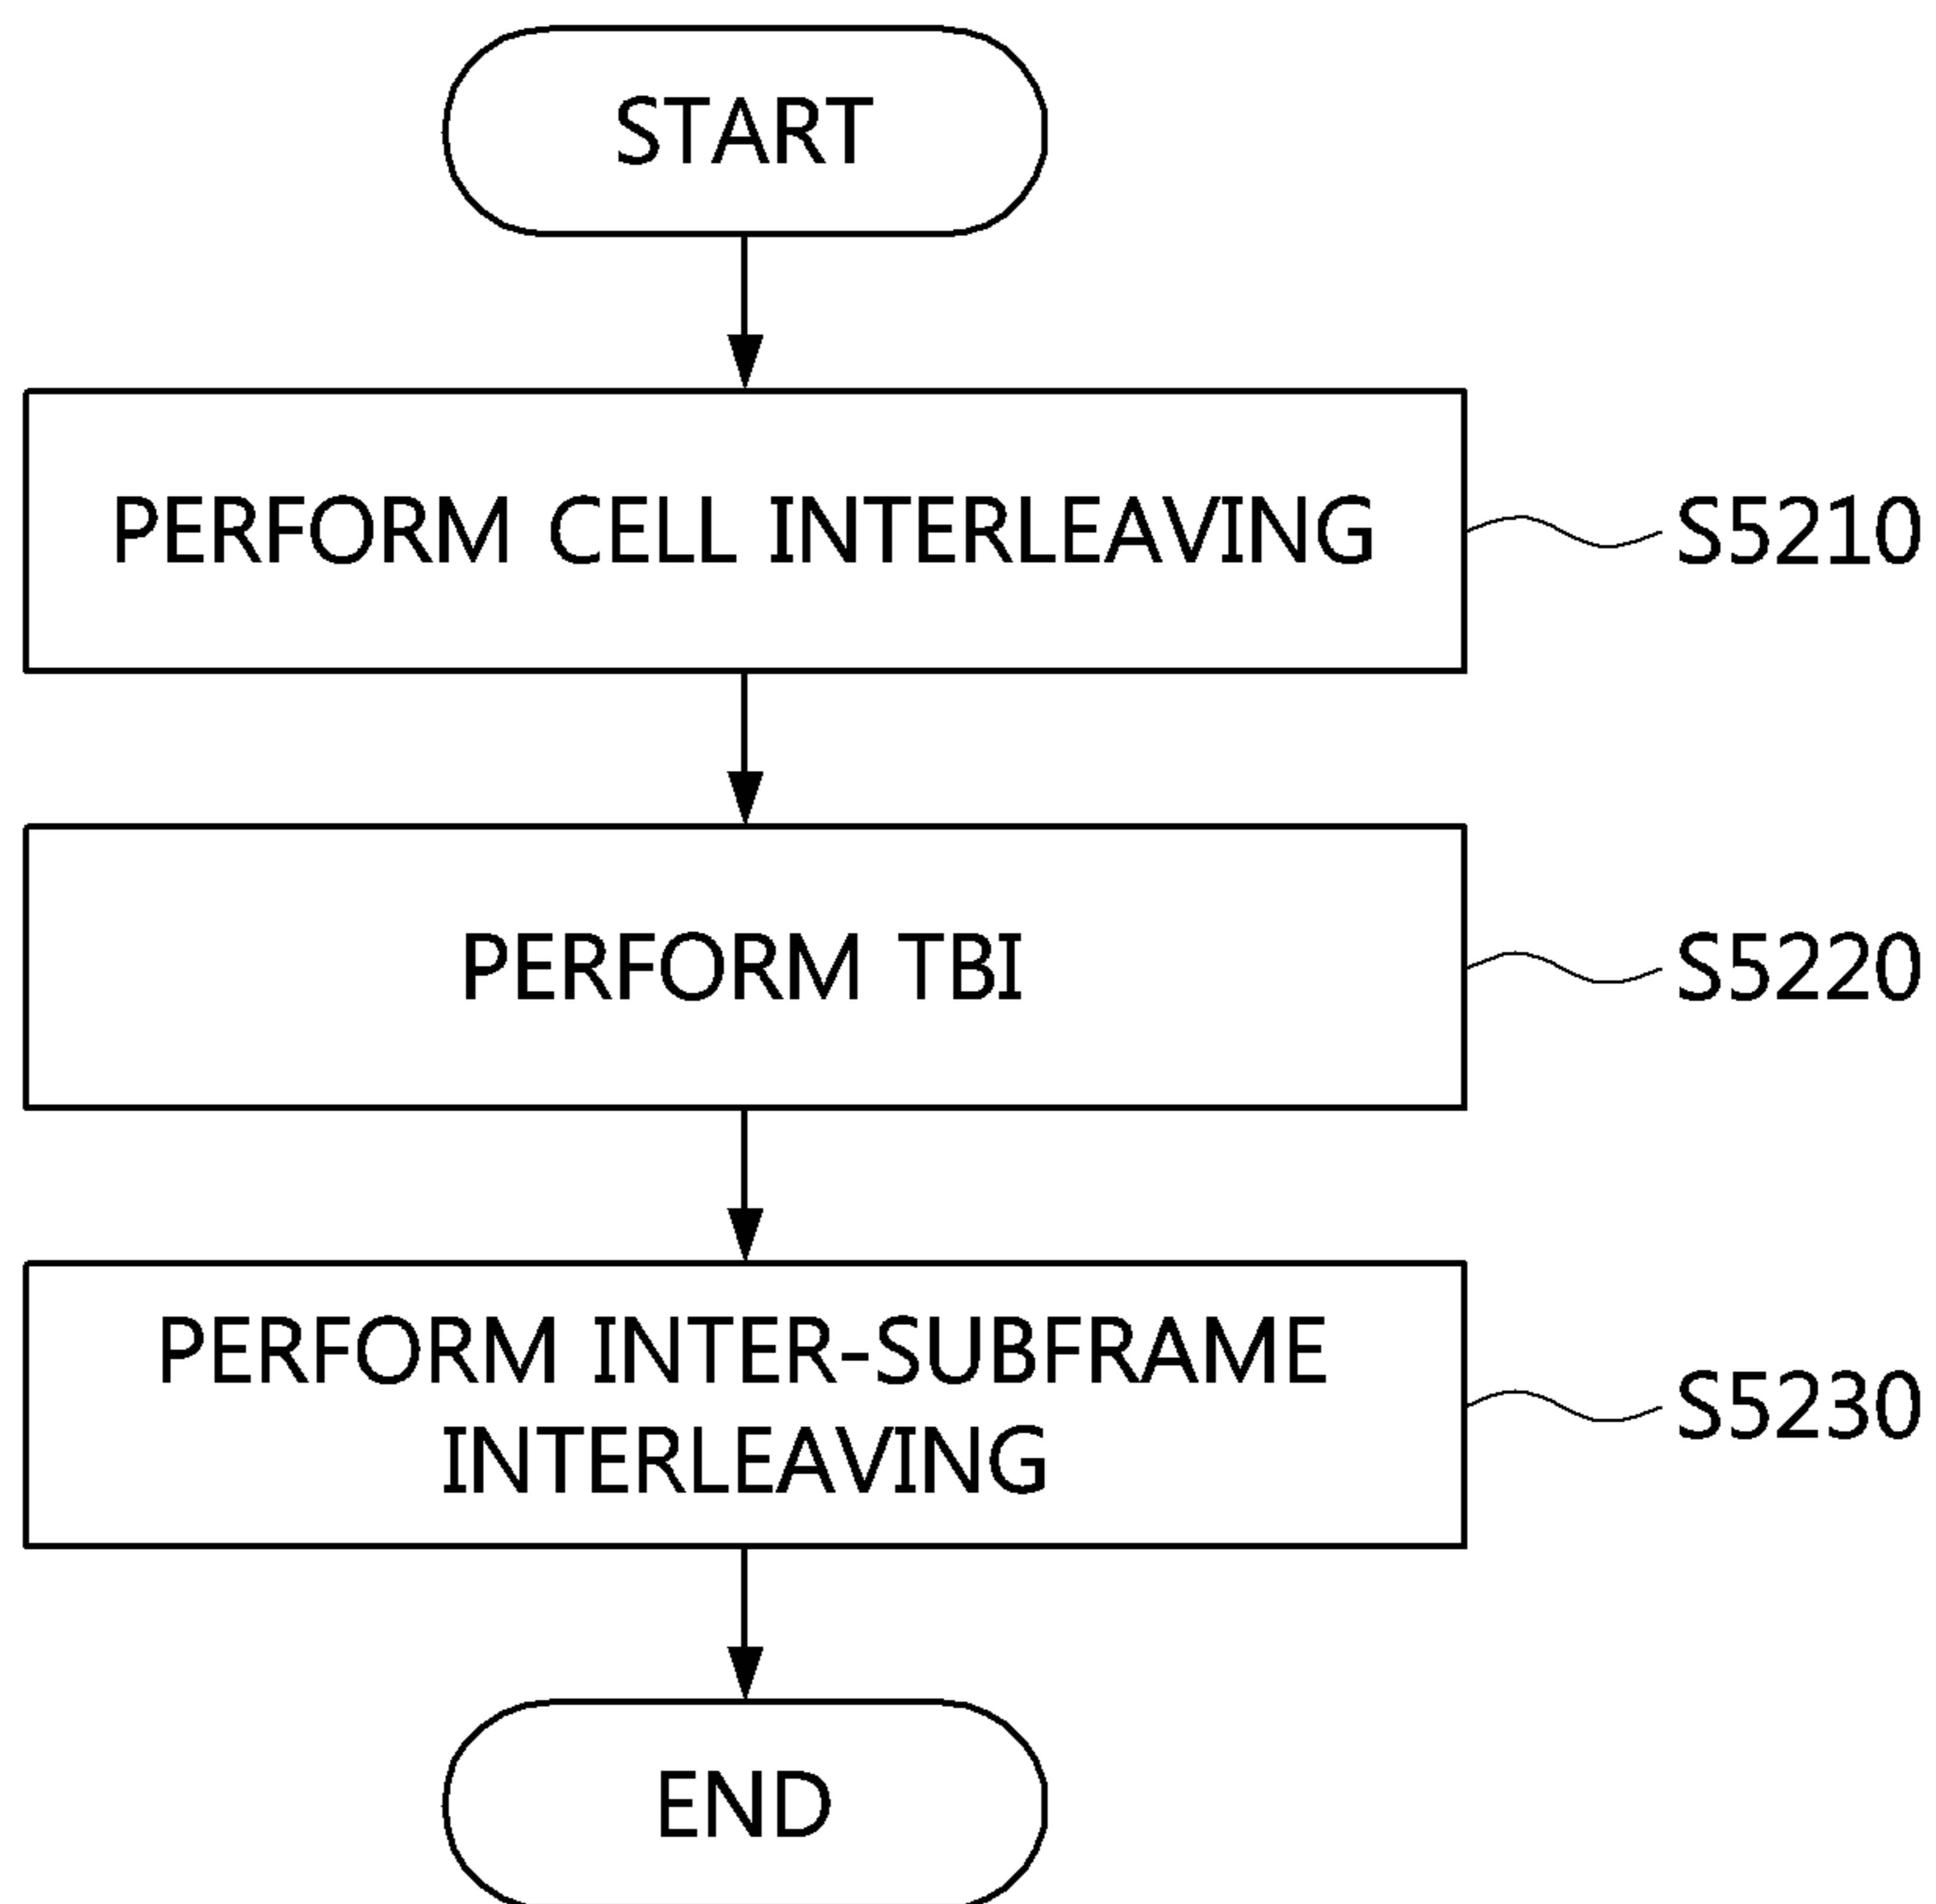 START
PERFORM CELL INTERLEAVING
S5210
PERFORM TBI
S5220
PERFORM INTER-SUBFRAME
INTERLEAVING
S5230
END